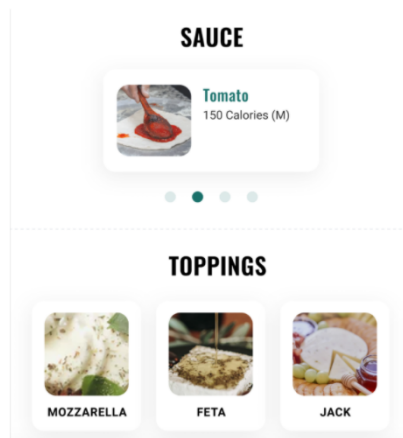 SAUCE
Tomato
150 Calories (M)
TOPPINGS
MOZZARELLA
FETA
JACK